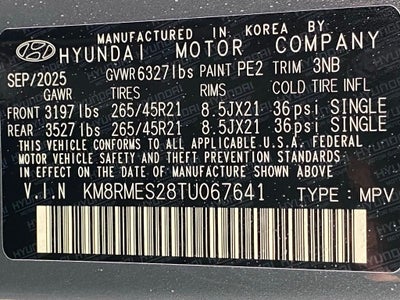 MANUFACTURED IN KOREA BY
HYUNDAI MOTOR COMPANY
SEP/2025 GVWR 6327lbs PAINT PE2 TRIM 3NB
GAWR TIRES RIMS COLD TIRE INFL
FRONT 3197lbs 265/45R21 8.5JX21 36psi SINGLE
REAR 3527lbs 265/45R21 8.5JX21 36psi SINGLE
THIS VEHICLE CONFORMS TO ALL APPLICABLE U.S.A. FEDERAL
MOTOR VEHICLE SAFETY, BUMPER, AND THEFT PREVENTION STANDARDS
IN EFFECT ON THE DATE OF MANUFACTURE SHOWN ABOVE
V.I.N KM8RMES28TU067641 TYPE : MPV